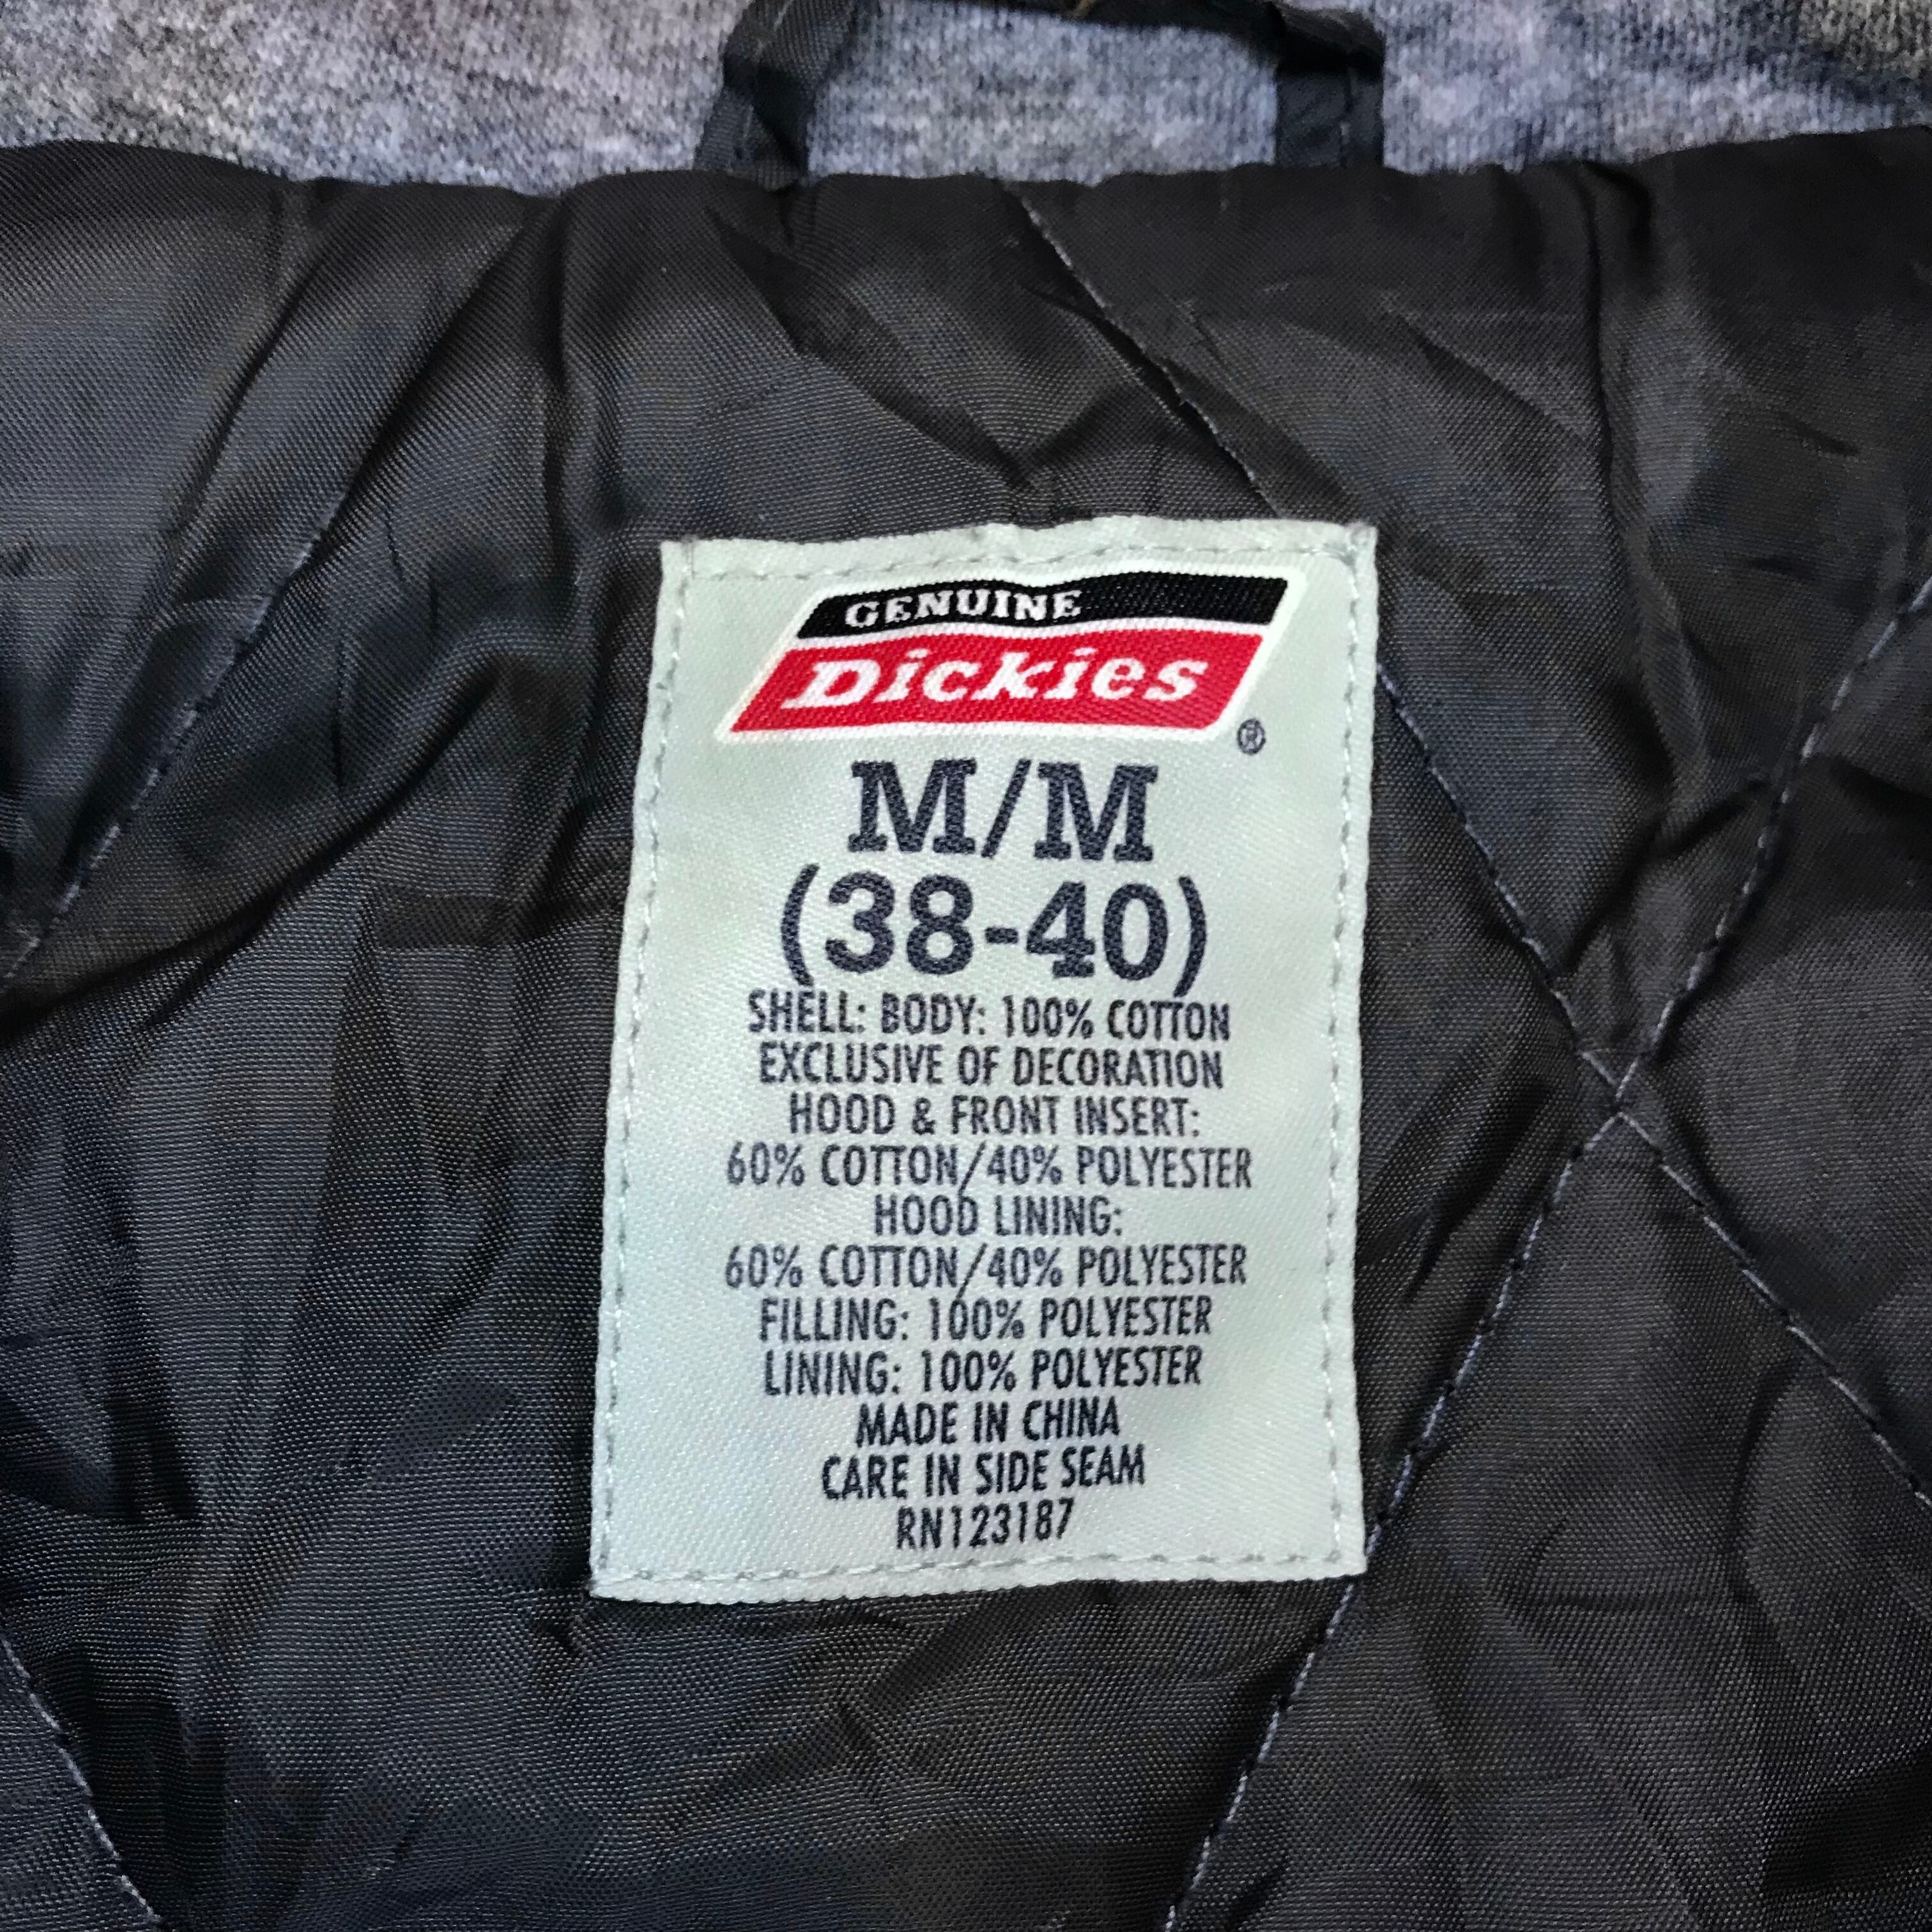 GENUINE
Dickies
®
M/M
(38-40)
SHELL: BODY: 100% COTTON
EXCLUSIVE OF DECORATION
HOOD & FRONT INSERT:
60% COTTON/40% POLYESTER
HOOD LINING:
60% COTTON/40% POLYESTER
FILLING: 100% POLYESTER
LINING: 100% POLYESTER
MADE IN CHINA
CARE IN SIDE SEAM
RN123187